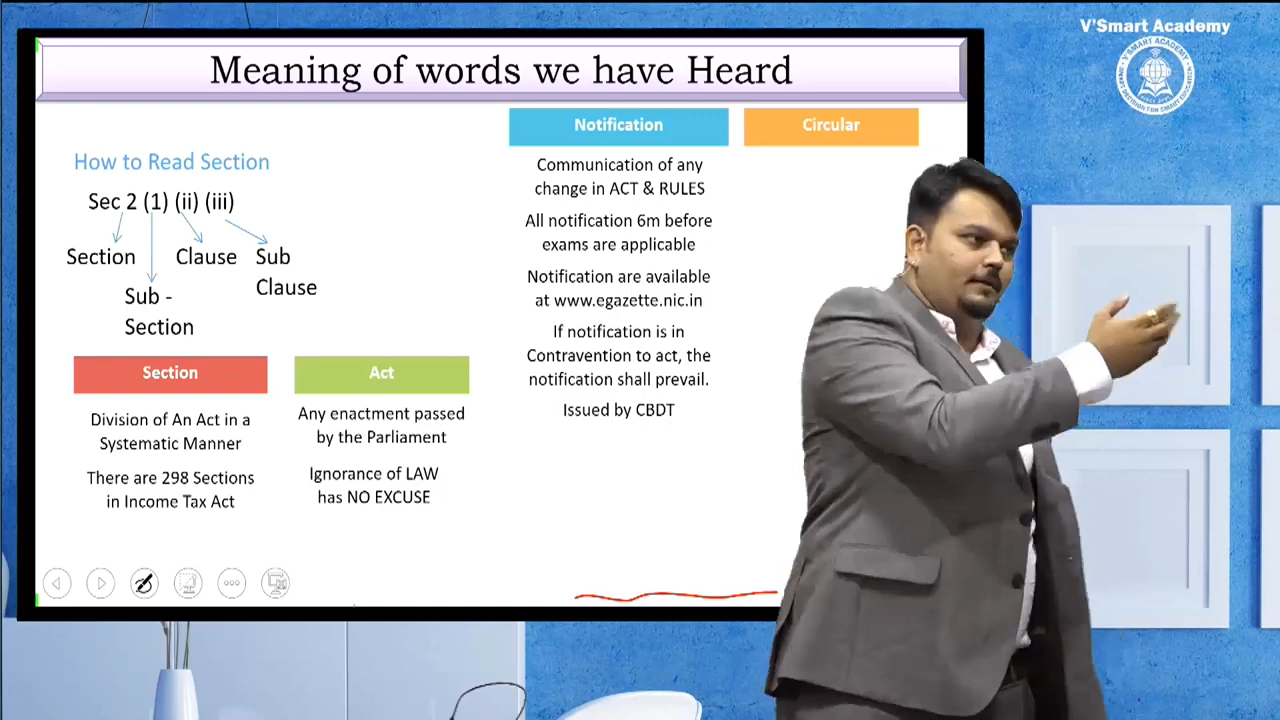 V'Smart Academy
Meaning of words we have Heard
How to Read Section
Sec 2 (1) (ii) (iii)
Section
Clause
Sub
Clause
Sub -
Section
Section
Division of An Act in a
Systematic Manner
There are 298 Sections
in Income Tax Act
Act
Any enactment passed
by the Parliament
Ignorance of LAW
has NO EXCUSE
Notification
Communication of any
change in ACT & RULES
All notification 6m before
exams are applicable
Notification are available
at www.egazette.nic.in
If notification is in
Contravention to act, the
notification shall prevail.
Issued by CBDT
Circular